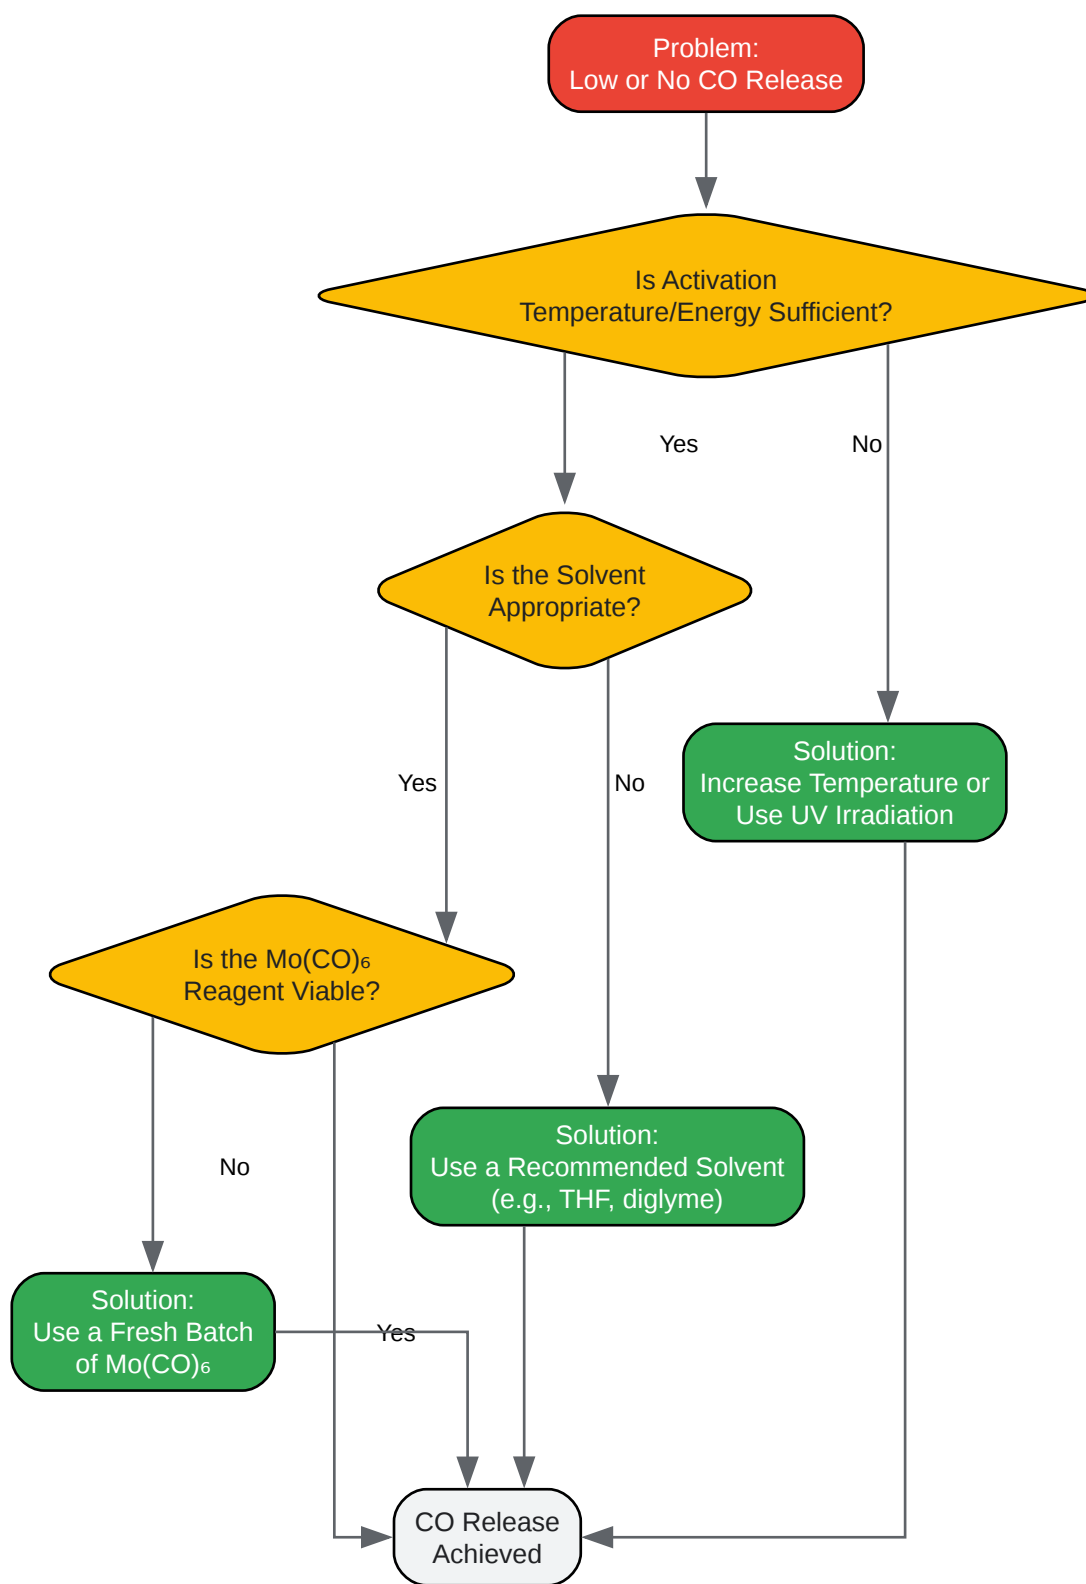 Problem:
Low or No CO Release
Is Activation
Temperature/Energy Sufficient?
Yes
No
Is the Solvent
Appropriate?
Solution:
Increase Temperature or
Use UV Irradiation
Yes
No
Is the Mo(CO)₆
Reagent Viable?
Solution:
Use a Recommended Solvent
(e.g., THF, diglyme)
No
Solution:
Use a Fresh Batch
of Mo(CO)₆
Yes
CO Release
Achieved